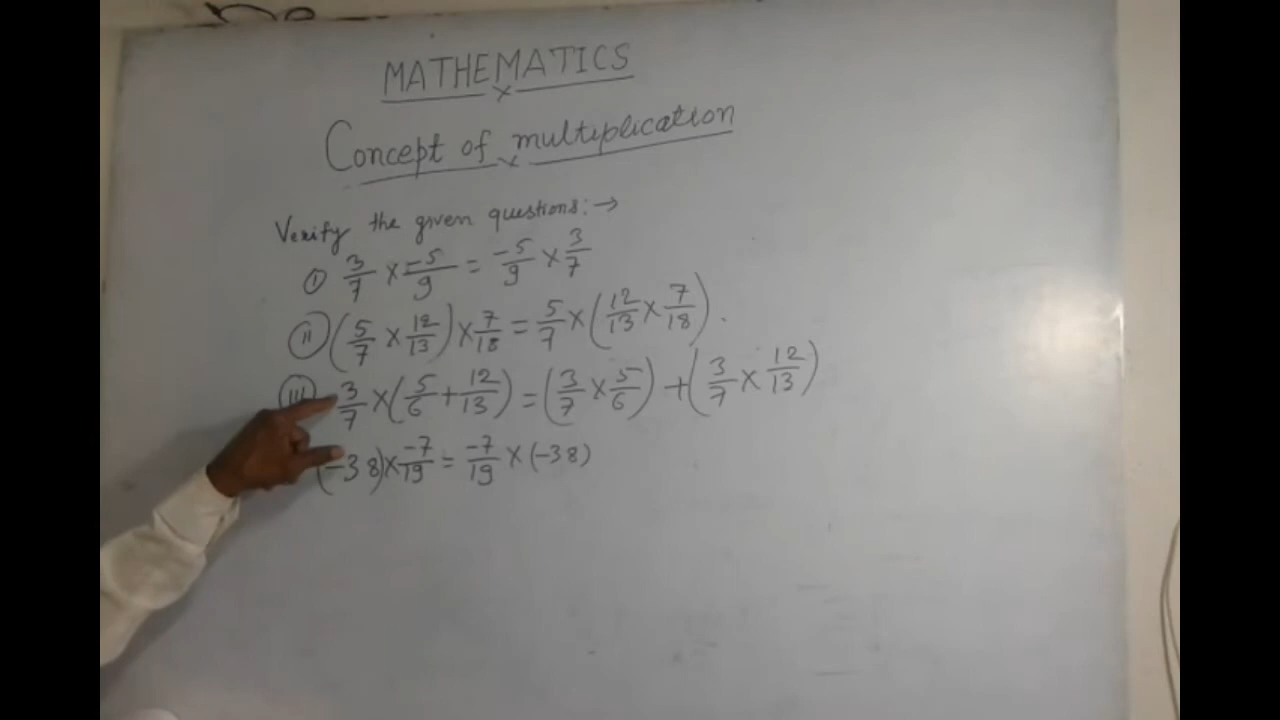 MATHEMATICS
Concept of multiplication
Verify the given questions:→
(i) 3/7 × -5/9 = -5/9 × 3/7
(ii) (5/7 × 12/13) × 7/18 = 5/7 × (12/13 × 7/18).
(iii) 3/7 × (5/6 + 12/13) = (3/7 × 5/6) + (3/7 × 12/13)
(-38) × -7/19 = -7/19 × (-38)